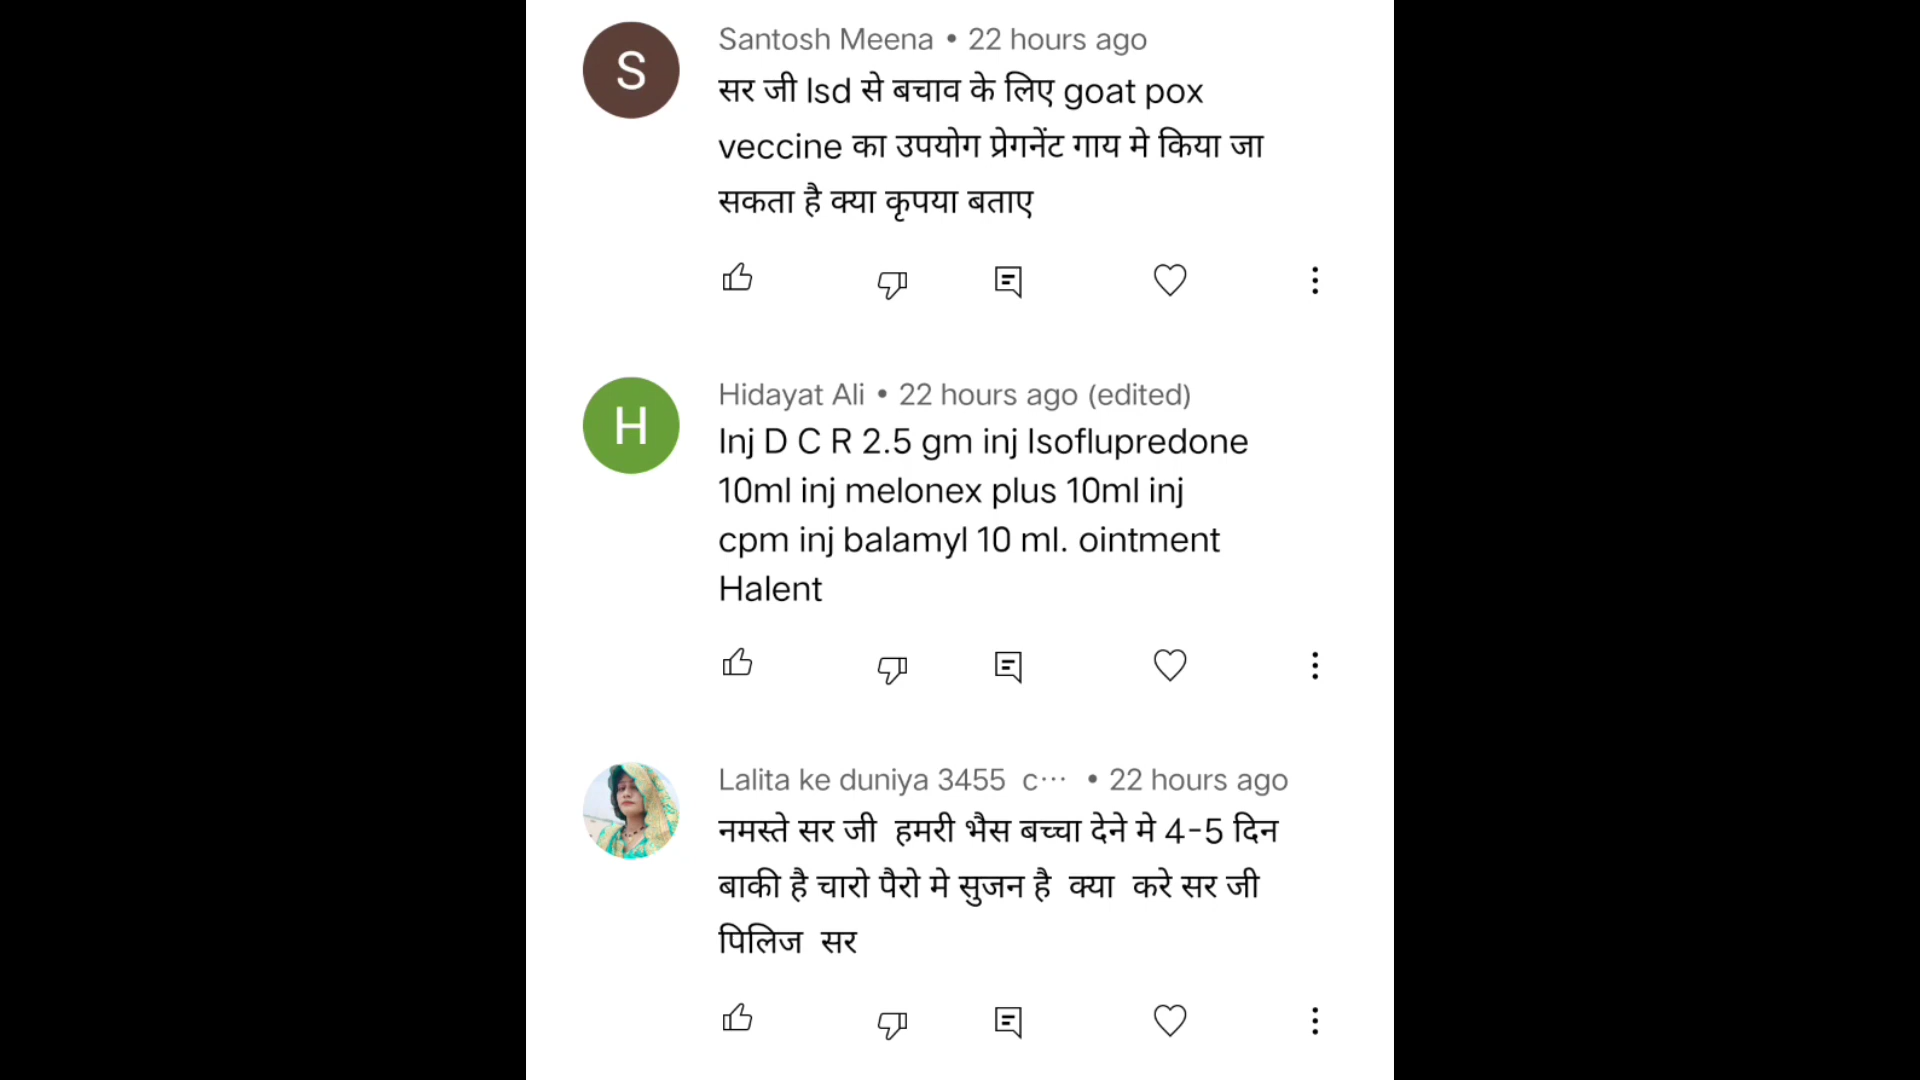 S
Santosh Meena • 22 hours ago
सर जी lsd से बचाव के लिए goat pox
veccine का उपयोग प्रेगनेंट गाय मे किया जा
सकता है क्या कृपया बताए
H
Hidayat Ali • 22 hours ago (edited)
Inj D C R 2.5 gm inj Isoflupredone
10ml inj melonex plus 10ml inj
cpm inj balamyl 10 ml. ointment
Halent
Lalita ke duniya 3455 c··· • 22 hours ago
नमस्ते सर जी हमरी भैस बच्चा देने मे 4-5 दिन
बाकी है चारो पैरो मे सुजन है क्या करे सर जी
पिलिज सर